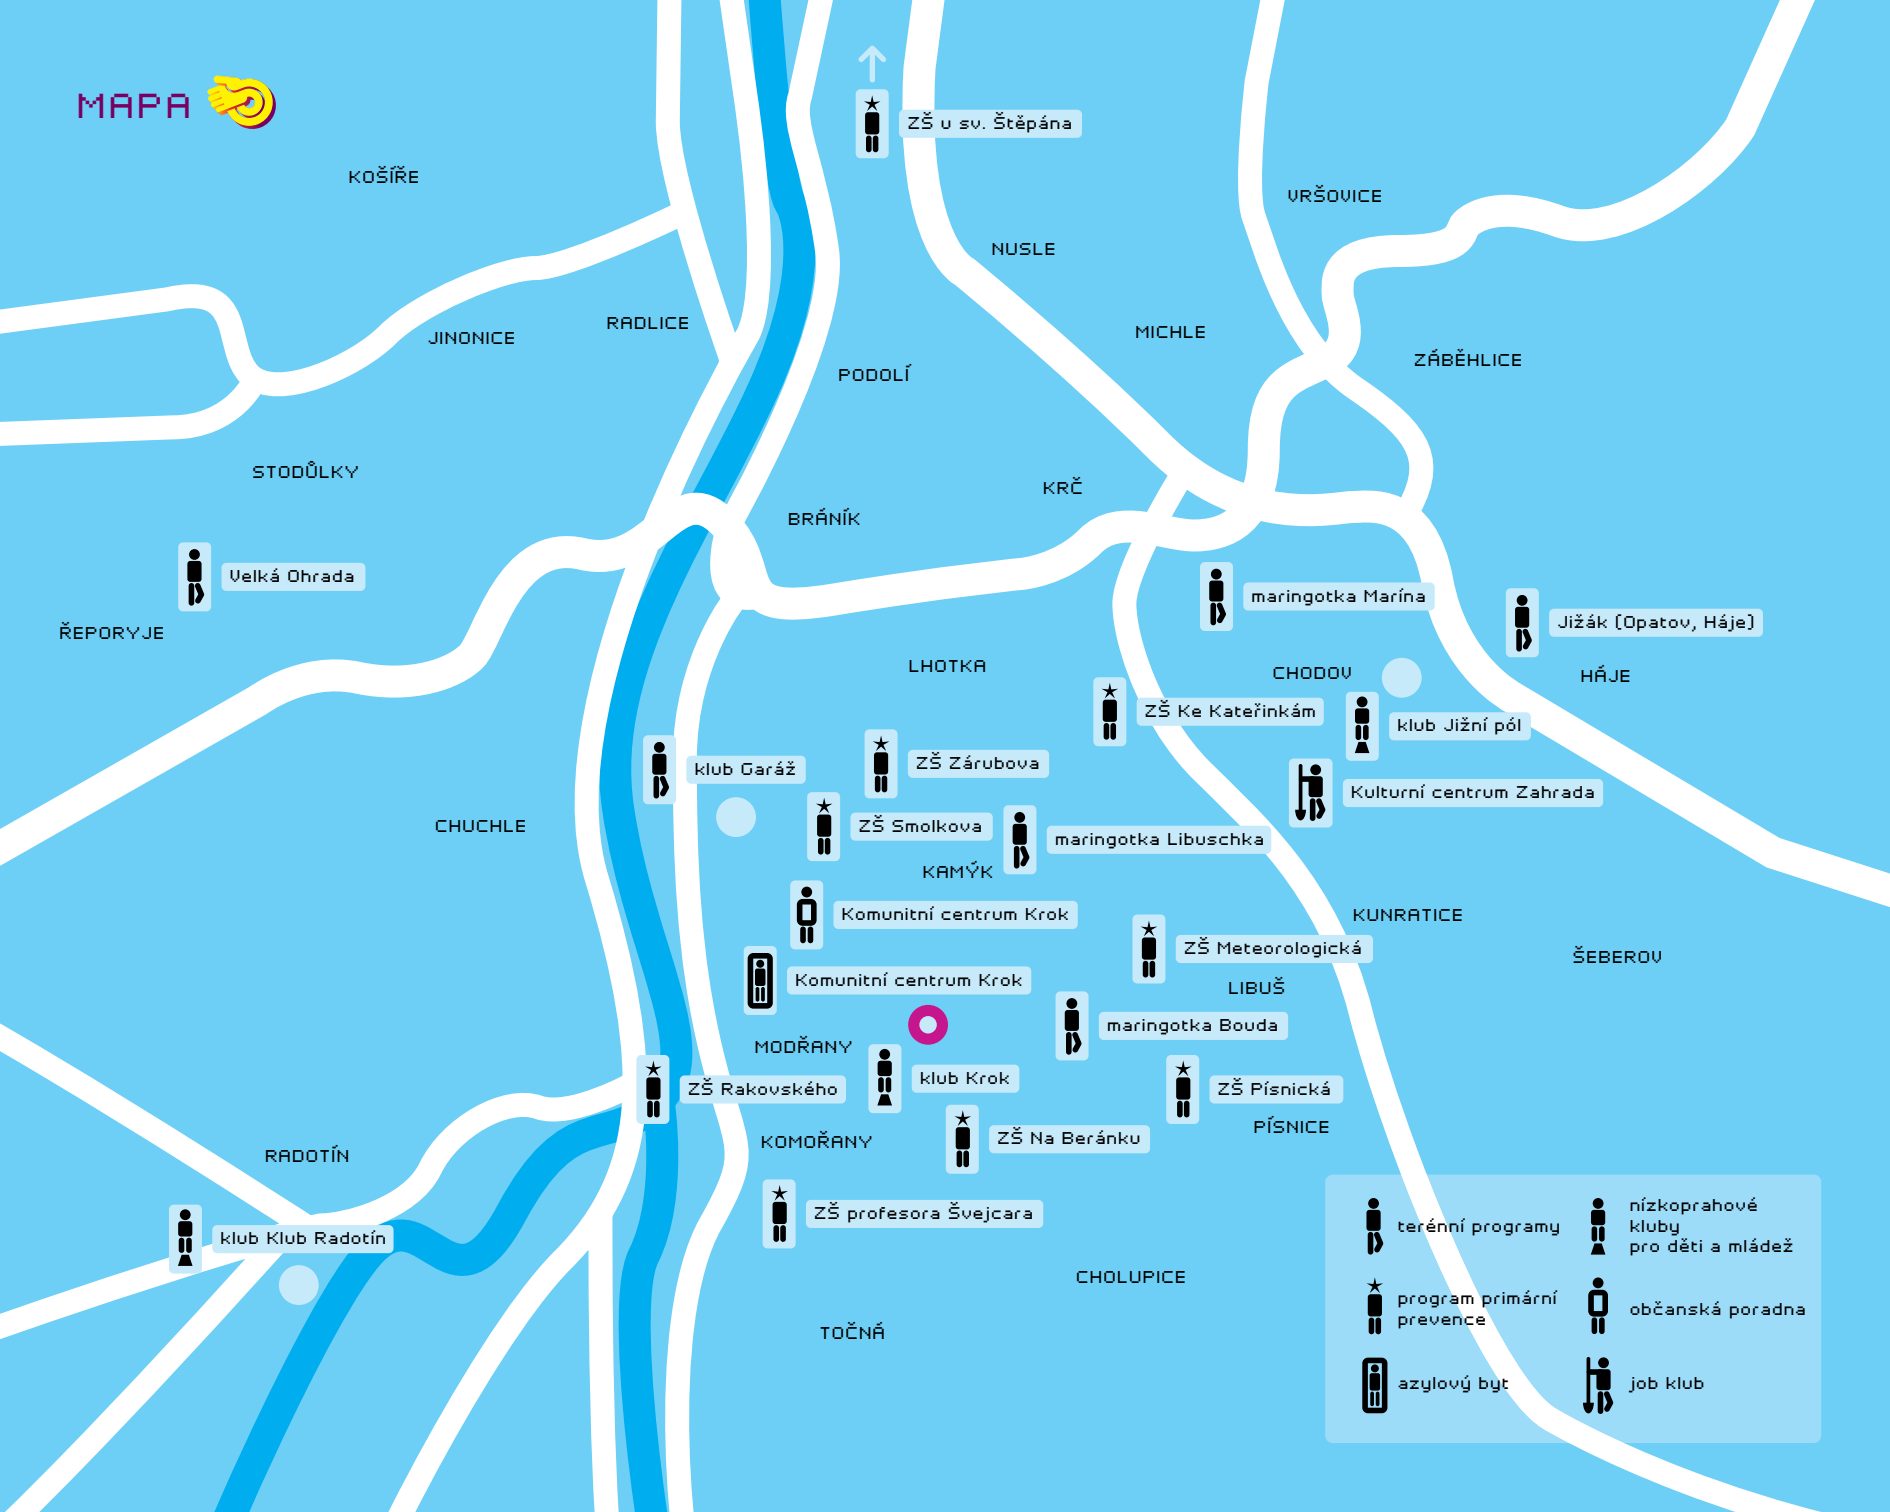 MAPA
ZŠ u sv. Štěpána
KOŠÍŘE
VRŠOVICE
NUSLE
RADLICE
JINONICE
MICHLE
ZÁBĚHLICE
PODOLÍ
STODŮLKY
KRČ
BRÁNÍK
Velká Ohrada
maringotka Marína
Jižák (Opatov, Háje)
ŘEPORYJE
LHOTKA
CHODOV
HÁJE
ZŠ Ke Kateřinkám
klub Jižní pól
klub Garáž
ZŠ Zárubova
Kulturní centrum Zahrada
CHUCHLE
ZŠ Smolkova
maringotka Libuschka
KAMÝK
Komunitní centrum Krok
KUNRATICE
ZŠ Meteorologická
ŠEBEROV
Komunitní centrum Krok
LIBUŠ
maringotka Bouda
MODŘANY
klub Krok
ZŠ Rakovského
ZŠ Písnická
PÍSNICE
KOMOŘANY
ZŠ Na Beránku
RADOTÍN
ZŠ profesora Švejcara
klub Klub Radotín
CHOLUPICE
TOČNÁ
terénní programy
nízkoprahové
kluby
pro děti a mládež
program primární
prevence
občanská poradna
azylový byt
job klub